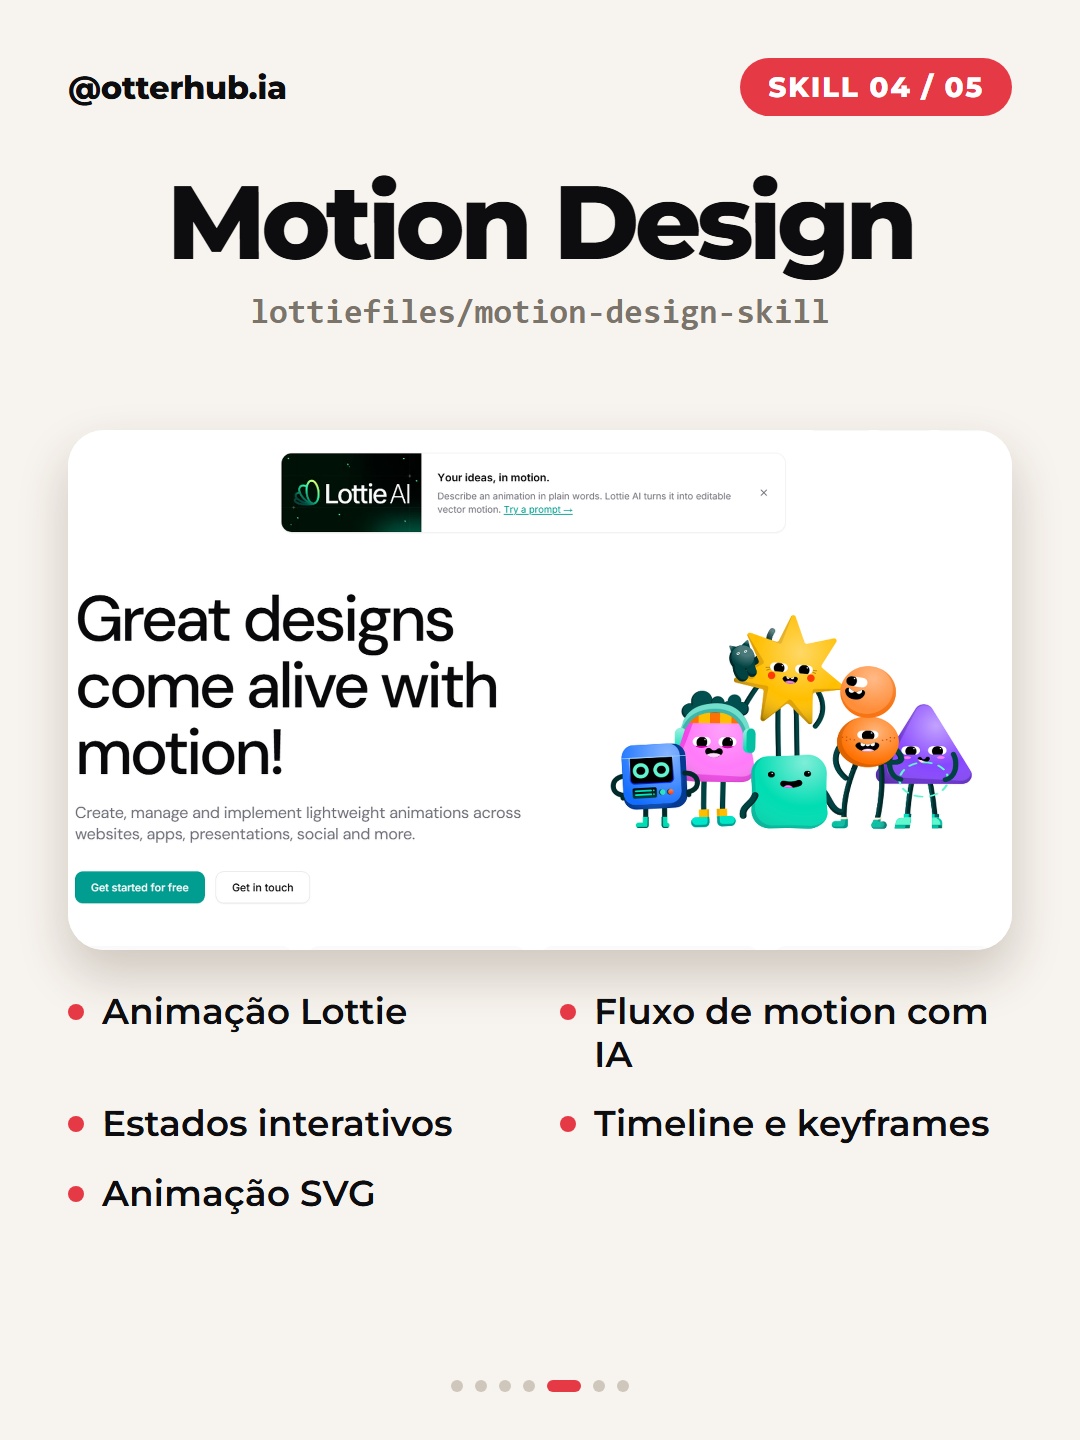 @otterhub.ia
SKILL 04 / 05
Motion Design
lottiefiles/motion-design-skill
Lottie AI
Your ideas, in motion.
Describe an animation in plain words. Lottie AI turns it into editable
vector motion. Try a prompt →
×
Great designs
come alive with
motion!
Create, manage and implement lightweight animations across
websites, apps, presentations, social and more.
Get started for free
Get in touch
Animação Lottie
Fluxo de motion com
IA
Estados interativos
Timeline e keyframes
Animação SVG